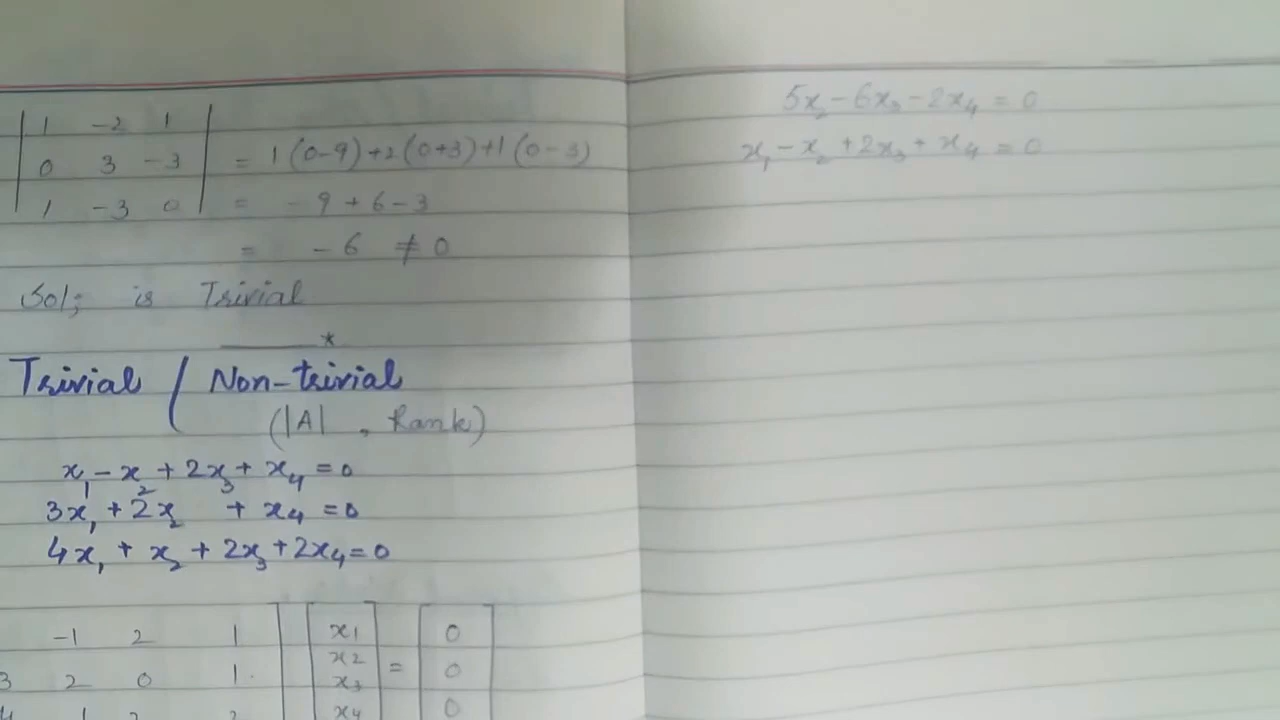 | 1 -2 1 |
| 0 3 -3 | = 1(0-9)+2(0+3)+1(0-3)
| 1 -3 0 | = -9+6-3
= -6 ≠ 0
Sol; is Trivial
*
Trivial / Non-trivial
(|A| , Rank)
x₁ - x₂ + 2x₃ + x₄ = 0
3x₁ + 2x₂ + x₄ = 0
4x₁ + x₂ + 2x₃ + 2x₄ = 0
-1 2 1 x1 0
x2
3 2 0 1 . = 0
x3
x4 0
5x₂ - 6x₃ - 2x₄ = 0
x₁ - x₂ + 2x₃ + x₄ = 0